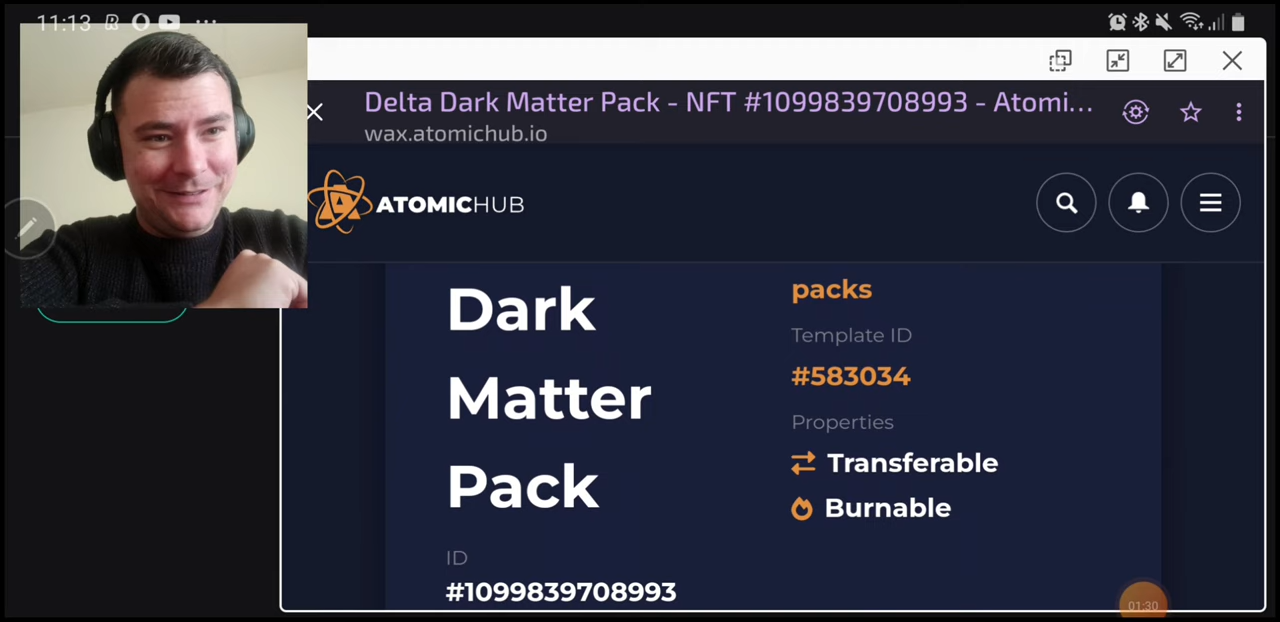 11:13
Delta Dark Matter Pack - NFT #1099839708993 - Atomi...
wax.atomichub.io
ATOMICHUB
Dark
Matter
Pack
ID
#1099839708993
packs
Template ID
#583034
Properties
Transferable
Burnable
01:30